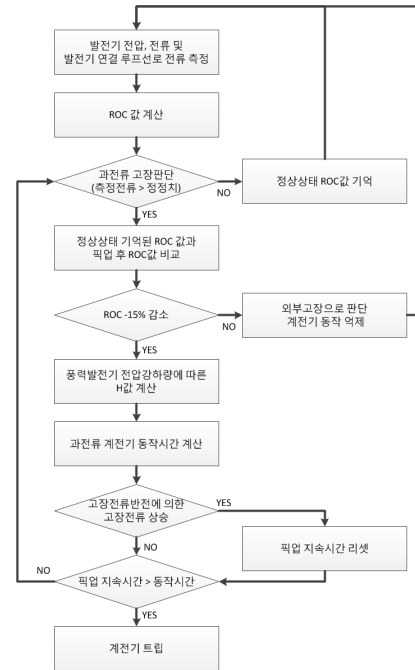 발전기 전압, 전류 및
발전기 연결 루프선로 전류 측정
ROC 값 계산
과전류 고장판단
(측정전류 > 정정치)
NO
정상상태 ROC값 기억
YES
정상상태 기억된 ROC 값과
픽업 후 ROC값 비교
ROC -15% 감소
NO
외부고장으로 판단
계전기 동작 억제
YES
풍력발전기 전압강하량에 따른
H값 계산
과전류 계전기 동작시간 계산
고장전류반전에 의한
고장전류 상승
YES
픽업 지속시간 리셋
NO
NO
픽업 지속시간 > 동작시간
YES
계전기 트립